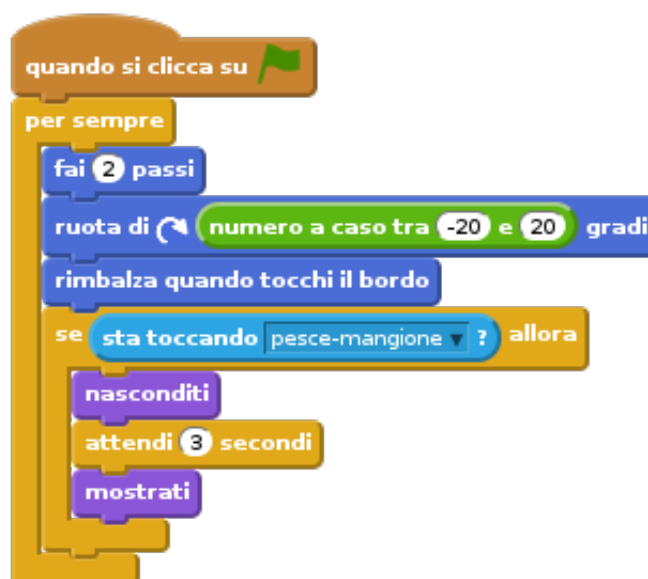 quando si clicca su
per sempre
fai 2 passi
ruota di numero a caso tra -20 e 20 gradi
rimbalza quando tocchi il bordo
se sta toccando pesce-mangione ? allora
nasconditi
attendi 3 secondi
mostrati